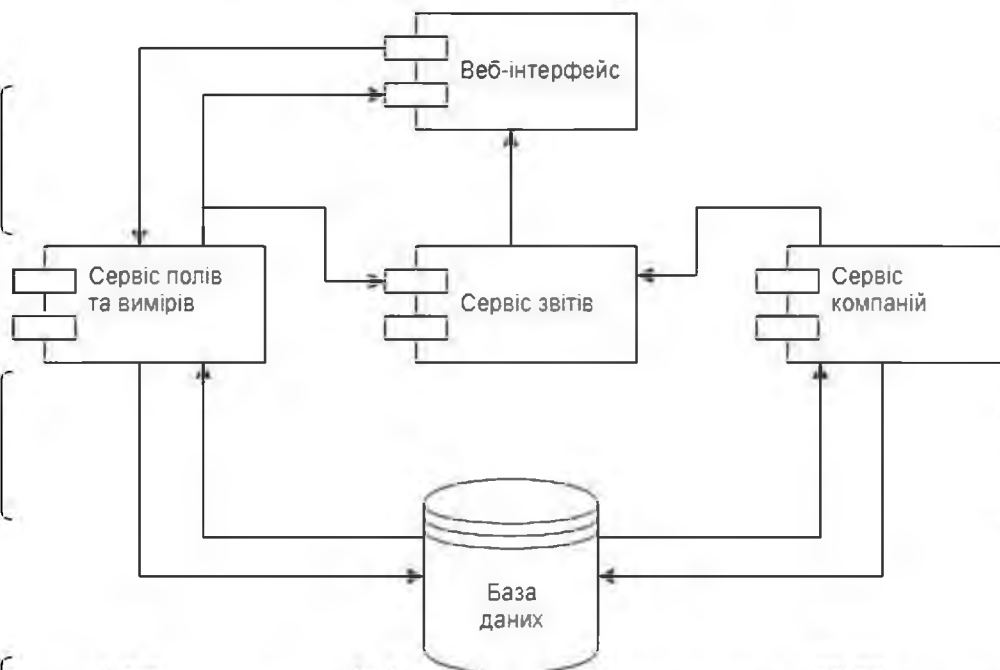 Веб-інтерфейс
Сервіс полів
та вимірів
Сервіс звітів
Сервіс
компаній
База
даних